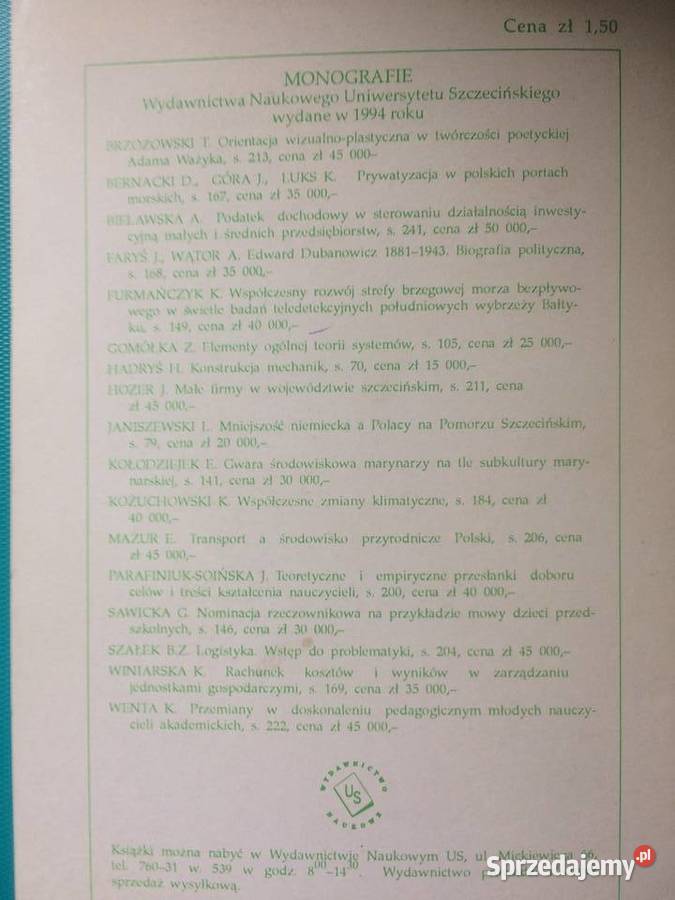 Cena zł 1,50
MONOGRAFIE
Wydawnictwa Naukowego Uniwersytetu Szczecińskiego
wydane w 1994 roku
BRZOZOWSKI T. Orientacja wizualno-plastyczna w twórczości poetyckiej
Adama Ważyka, s. 213, cena zł 45 000–
BERNACKI D., GÓRA J., LUKS K. Prywatyzacja w polskich portach
morskich, s. 167, cena zł 35 000,–
BIELAWSKA A. Podatek dochodowy w sterowaniu działalnością inwesty-
cyjną małych i średnich przedsiębiorstw, s. 241, cena zł 50 000,–
FARYŚ J., WĄTOR A. Edward Dubanowicz 1881–1943. Biografia polityczna,
s. 168, cena zł 35 000,–
FURMAŃCZYK K. Współczesny rozwój strefy brzegowej morza bezpływo-
wego w świetle badań teledetekcyjnych południowych wybrzeży Bałty-
ku, s. 149, cena zł 40 000,–
GOMÓŁKA Z. Elementy ogólnej teorii systemów, s. 105, cena zł 25 000,–
HADRYŚ H. Konstrukcja mechanik, s. 70, cena zł 15 000,–
HOZER J. Małe firmy w województwie szczecińskim, s. 211, cena
zł 45 000,–
JANISZEWSKI L. Mniejszość niemiecka a Polacy na Pomorzu Szczecińskim,
s. 79, cena zł 20 000,–
KOŁODZIEJEK E. Gwara środowiskowa marynarzy na tle subkultury mary-
narskiej, s. 141, cena zł 30 000,–
KOŻUCHOWSKI K. Współczesne zmiany klimatyczne, s. 184, cena zł
40 000,–
MAZUR E. Transport a środowisko przyrodnicze Polski, s. 206, cena
zł 45 000,–
PARAFINIUK-SOIŃSKA J. Teoretyczne i empiryczne przesłanki doboru
celów i treści kształcenia nauczycieli, s. 200, cena zł 40 000,–
SAWICKA G. Nominacja rzeczownikowa na przykładzie mowy dzieci przed-
szkolnych, s. 146, cena zł 30 000,–
SZAŁEK B.Z. Logistyka. Wstęp do problematyki, s. 204, cena zł 45 000,–
WINIARSKA K. Rachunek kosztów i wyników w zarządzaniu
jednostkami gospodarczymi, s. 169, cena zł 35 000,–
WENTA K. Przemiany w doskonaleniu pedagogicznym młodych nauczy-
cieli akademickich, s. 222, cena zł 45 000,–
WYDAWNICTWO
US
NAUKOWE
Książki można nabyć w Wydawnictwie Naukowym US, ul. Mickiewicza 66,
tel. 760-31 w. 539 w godz. 8⁰⁰–14³⁰. Wydawnictwo
sprzedaż wysyłkową.
Sprzedajemy.pl